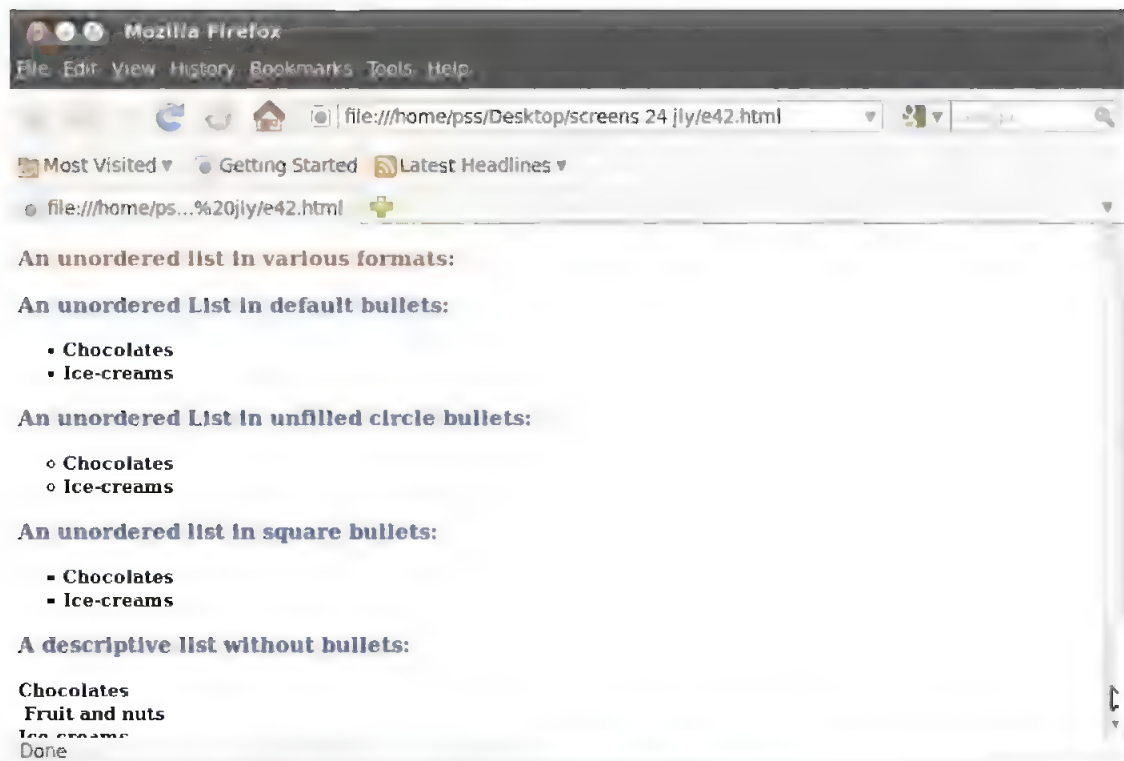 Mozilla Firefox
File Edit View History Bookmarks Tools Help
file:///home/pss/Desktop/screens 24 jly/e42.html
Most Visited Getting Started Latest Headlines
file:///home/ps...%20jly/e42.html
An unordered list in various formats:
An unordered List in default bullets:
• Chocolates
• Ice-creams
An unordered List in unfilled circle bullets:
○ Chocolates
○ Ice-creams
An unordered list in square bullets:
▪ Chocolates
▪ Ice-creams
A descriptive list without bullets:
Chocolates
Fruit and nuts
Ice-creams
Done